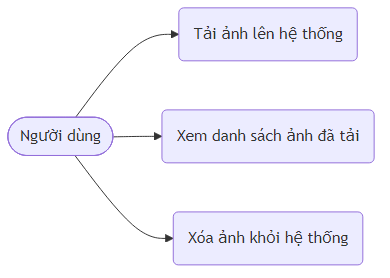 Tải ảnh lên hệ thống
Người dùng
Xem danh sách ảnh đã tải
Xóa ảnh khỏi hệ thống